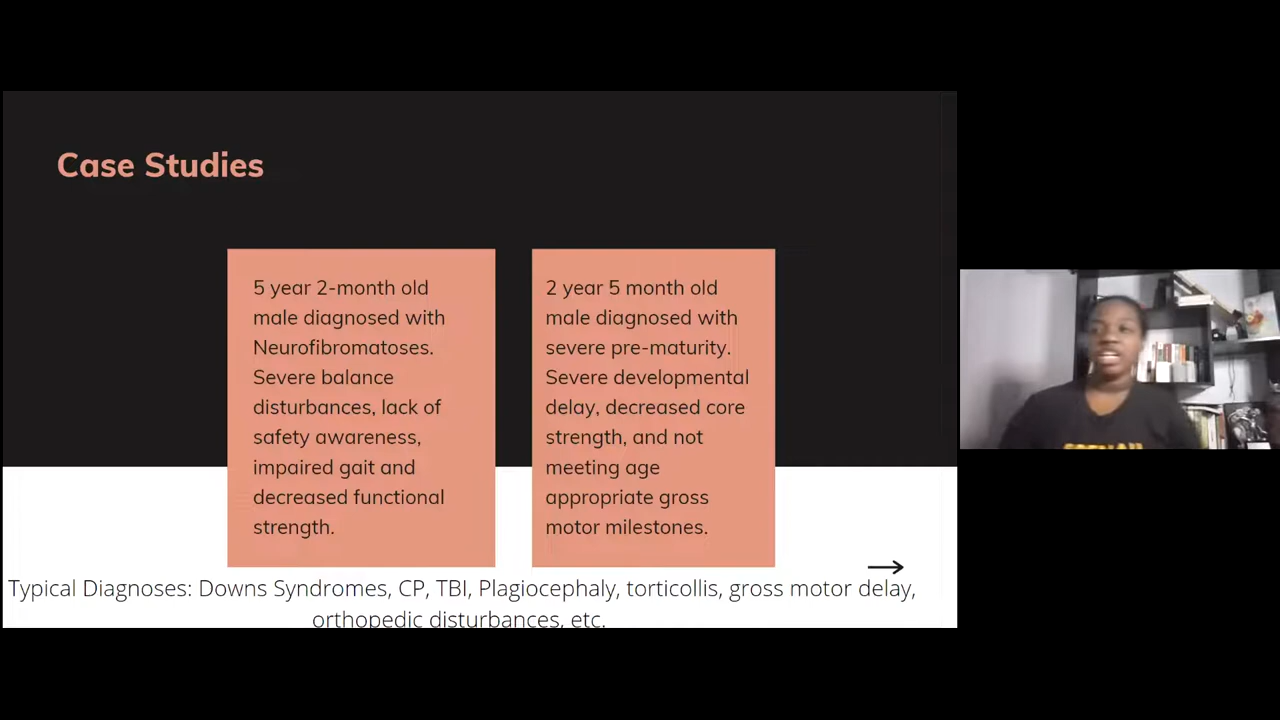 Case Studies
5 year 2-month old
male diagnosed with
Neurofibromatoses.
Severe balance
disturbances, lack of
safety awareness,
impaired gait and
decreased functional
strength.
2 year 5 month old
male diagnosed with
severe pre-maturity.
Severe developmental
delay, decreased core
strength, and not
meeting age
appropriate gross
motor milestones.
Typical Diagnoses: Downs Syndromes, CP, TBI, Plagiocephaly, torticollis, gross motor delay,
orthopedic disturbances, etc.